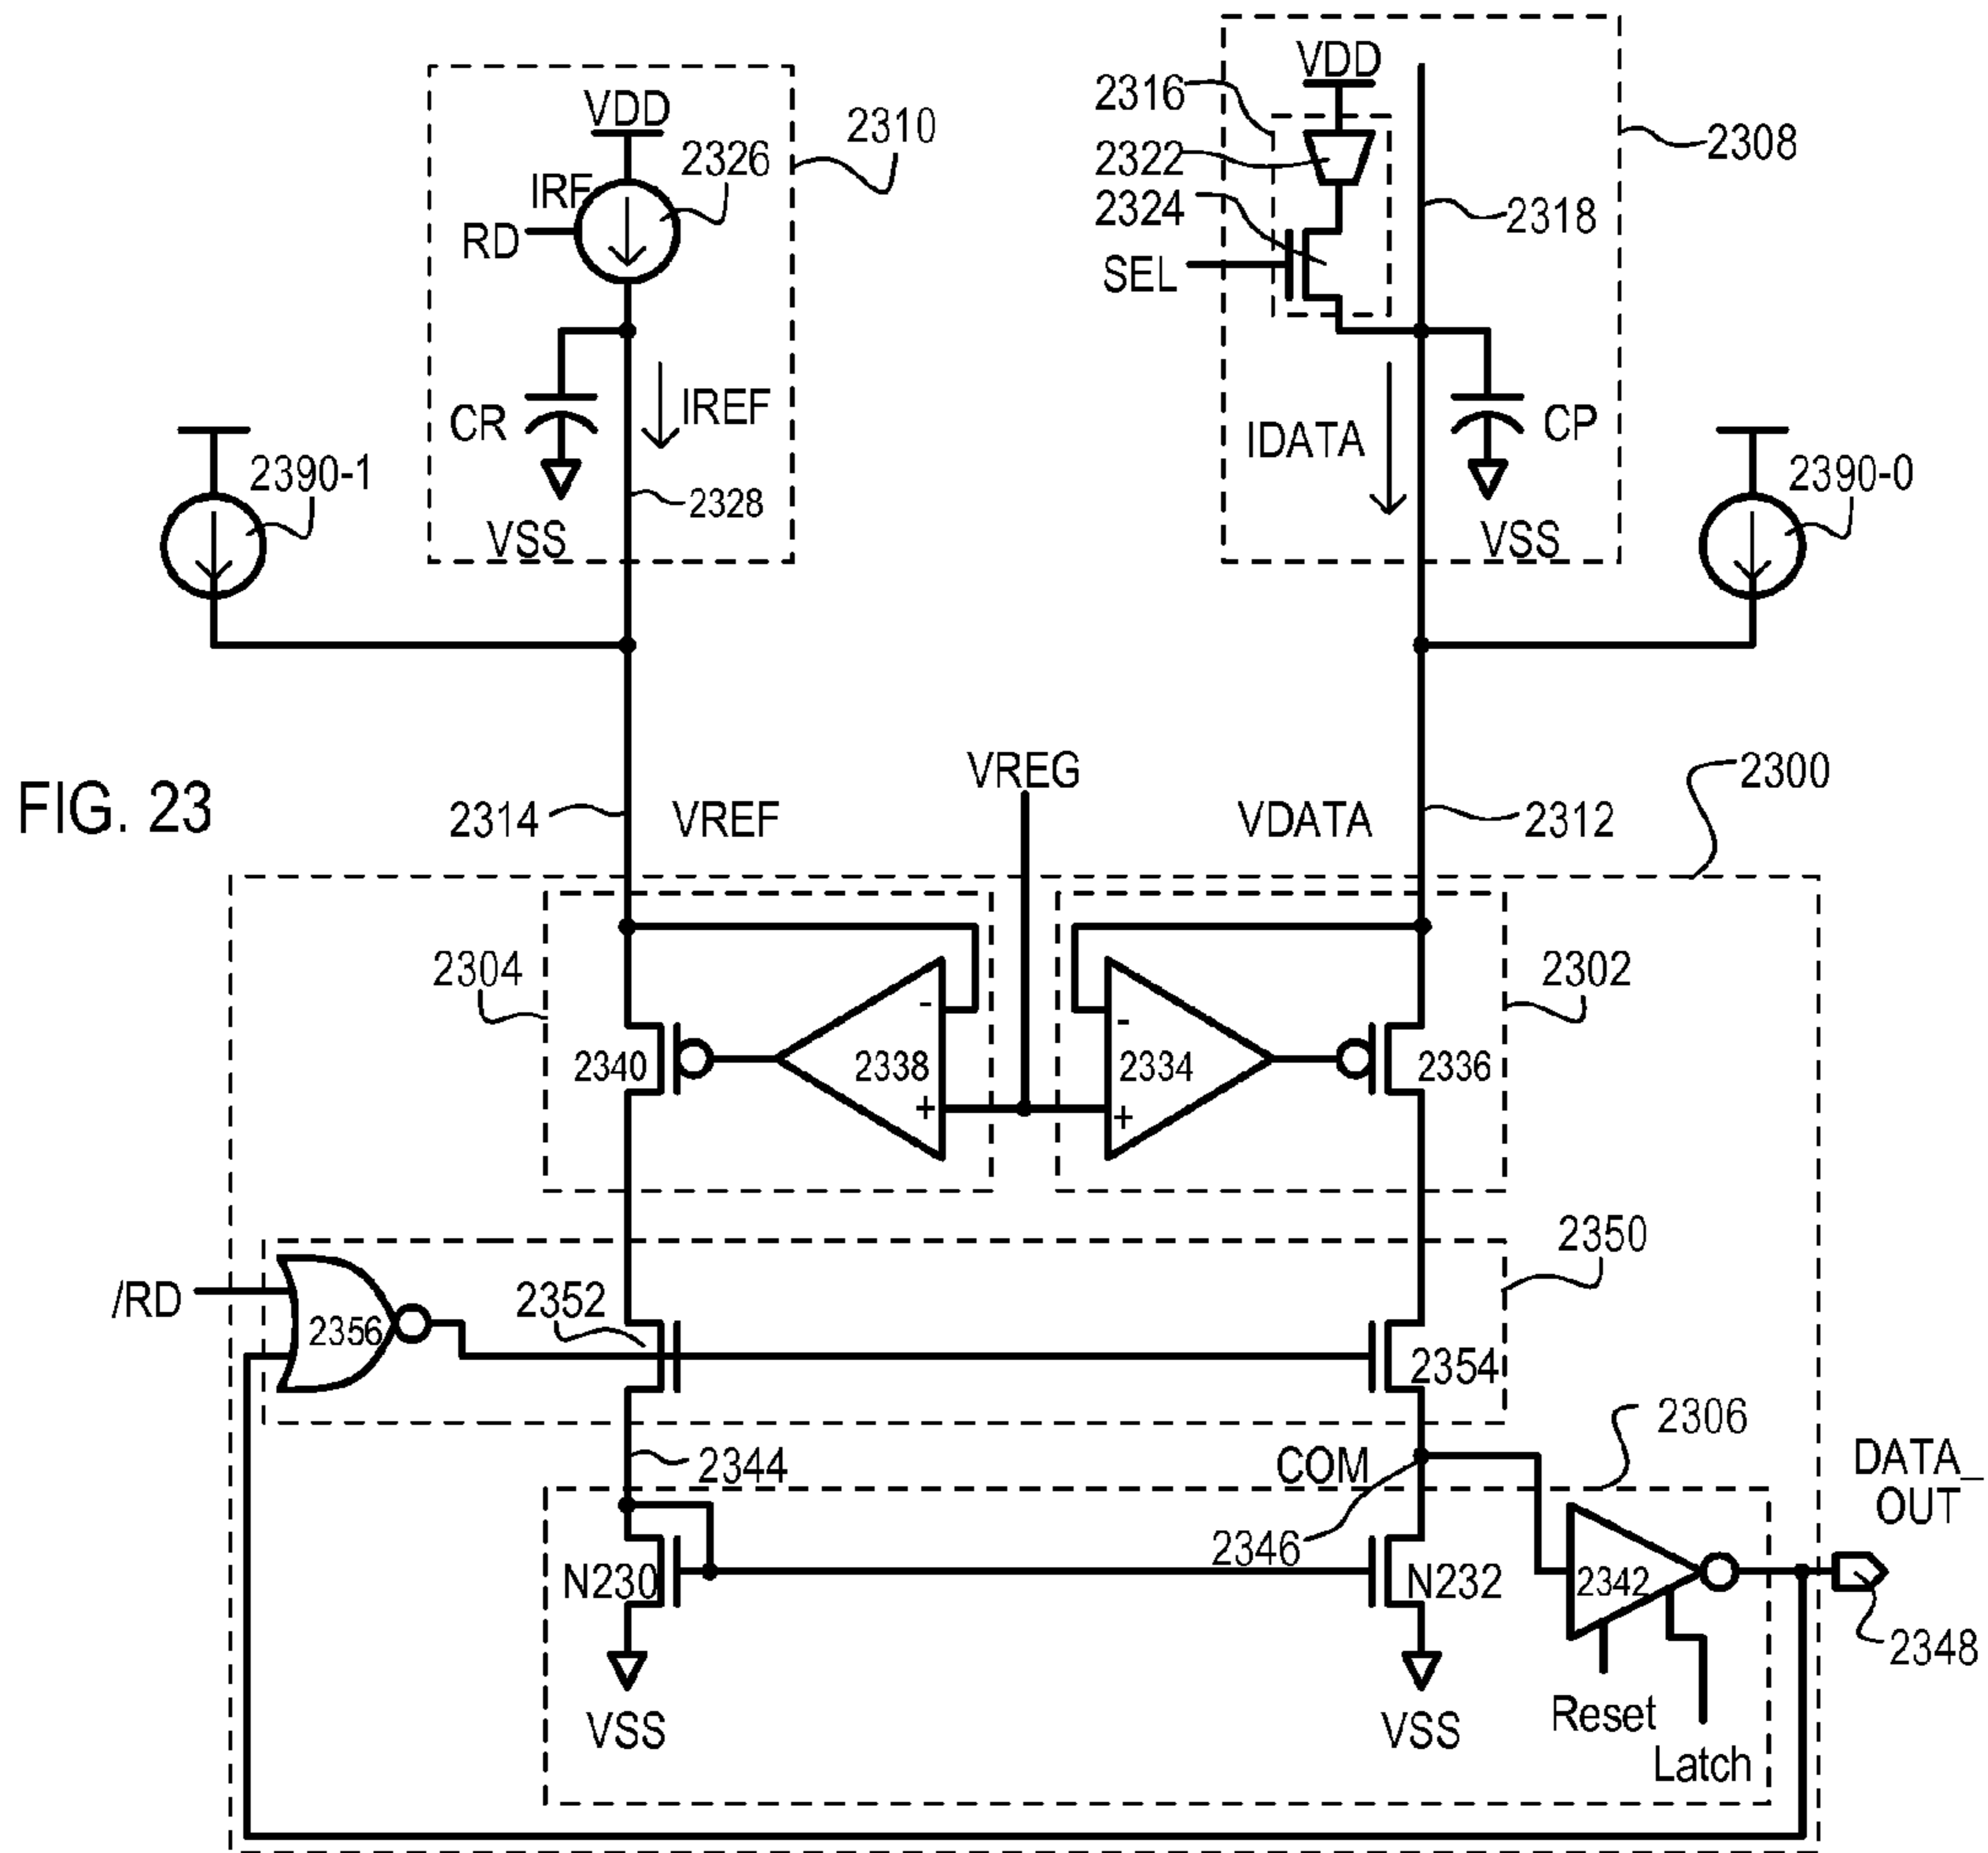 VDD
2316
2322
2324
SEL
2308
2318
IDATA
CP
VSS
VDD
2326
IRF
RD
2310
CR
IREF
2328
VSS
2390-1
2390-0
FIG. 23
2314
VREF
VREG
VDATA
2312
2300
2304
2340
-
2338
+
-
2334
+
2336
2302
/RD
2356
2352
2354
2350
2344
COM
2346
2306
N230
N232
2342
DATA_
OUT
2348
VSS
VSS
Reset
Latch